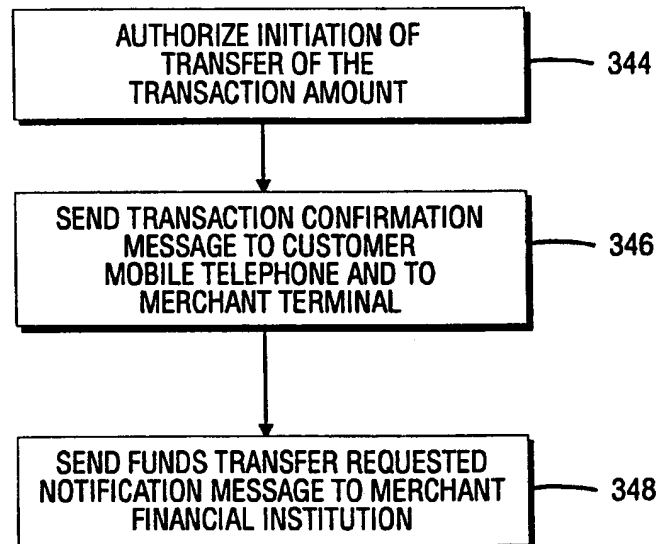 AUTHORIZE INITIATION OF
TRANSFER OF THE
TRANSACTION AMOUNT
344
SEND TRANSACTION CONFIRMATION
MESSAGE TO CUSTOMER
MOBILE TELEPHONE AND TO
MERCHANT TERMINAL
346
SEND FUNDS TRANSFER REQUESTED
NOTIFICATION MESSAGE TO MERCHANT
FINANCIAL INSTITUTION
348